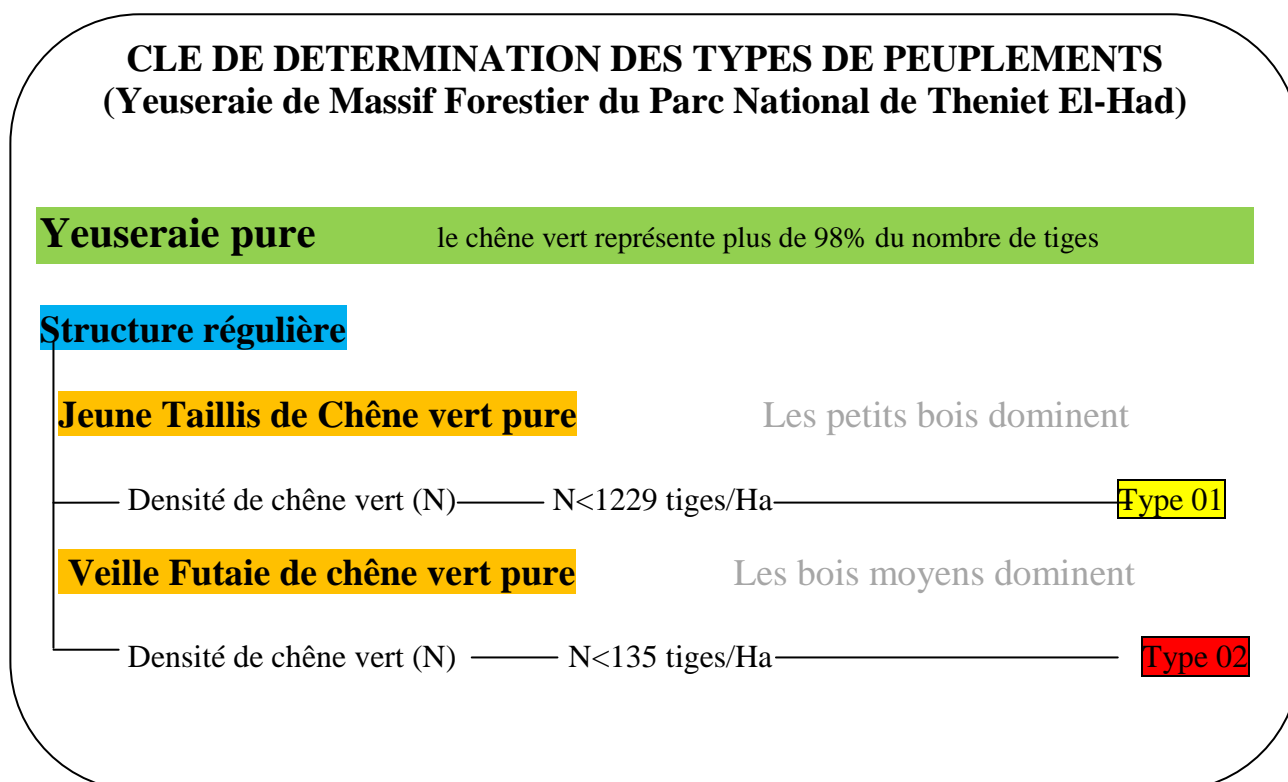 CLE DE DETERMINATION DES TYPES DE PEUPLEMENTS
(Yeuseraie de Massif Forestier du Parc National de Theniet El-Had)
Yeuseraie pure le chêne vert représente plus de 98% du nombre de tiges
Structure régulière
Jeune Taillis de Chêne vert pure Les petits bois dominent
Densité de chêne vert (N) N<1229 tiges/Ha Type 01
Veille Futaie de chêne vert pure Les bois moyens dominent
Densité de chêne vert (N) N<135 tiges/Ha Type 02